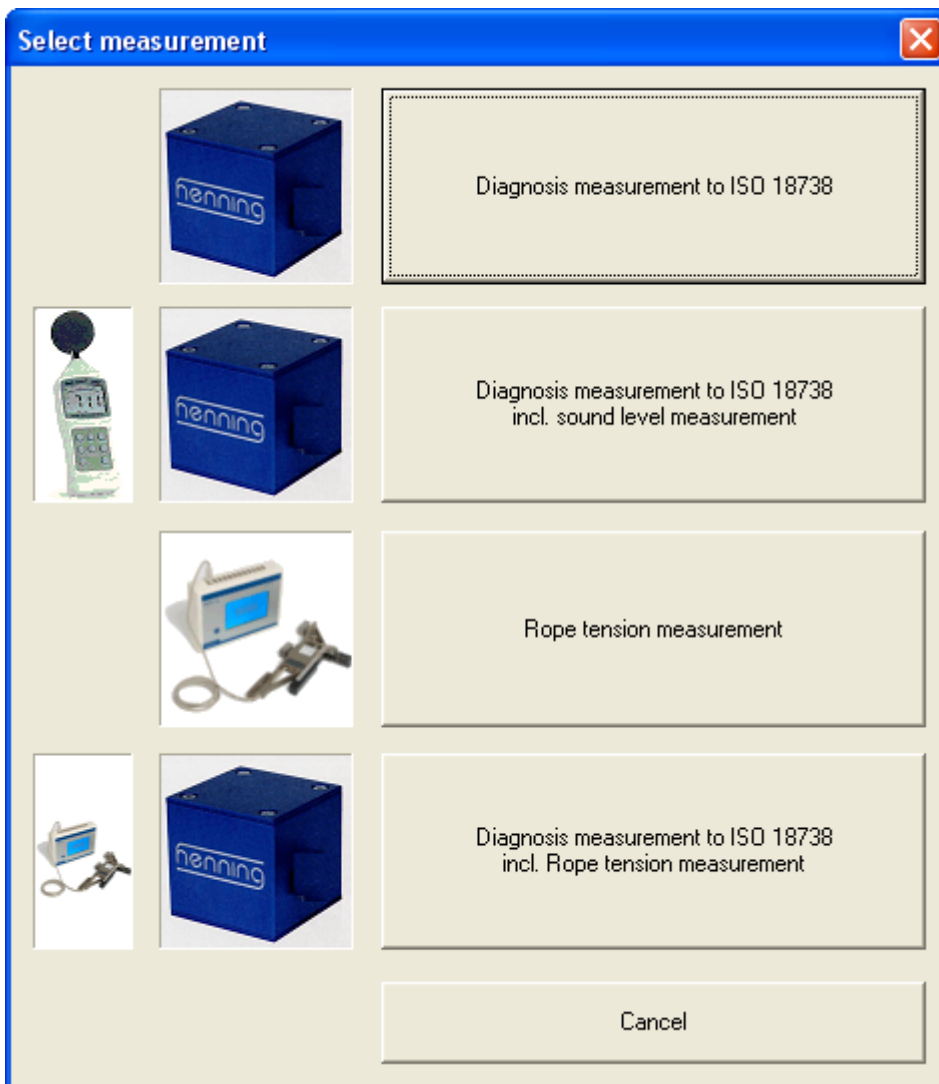 Select measurement
henning
Diagnosis measurement to ISO 18738
henning
Diagnosis measurement to ISO 18738
incl. sound level measurement
Rope tension measurement
henning
Diagnosis measurement to ISO 18738
incl. Rope tension measurement
Cancel